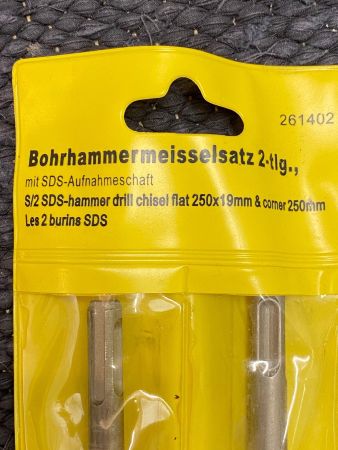 261402
Bohrhammermeisselsatz 2-tlg.,
mit SDS-Aufnahmeschaft
S/2 SDS-hammer drill chisel flat 250x19mm & corner 250mm
Les 2 burins SDS